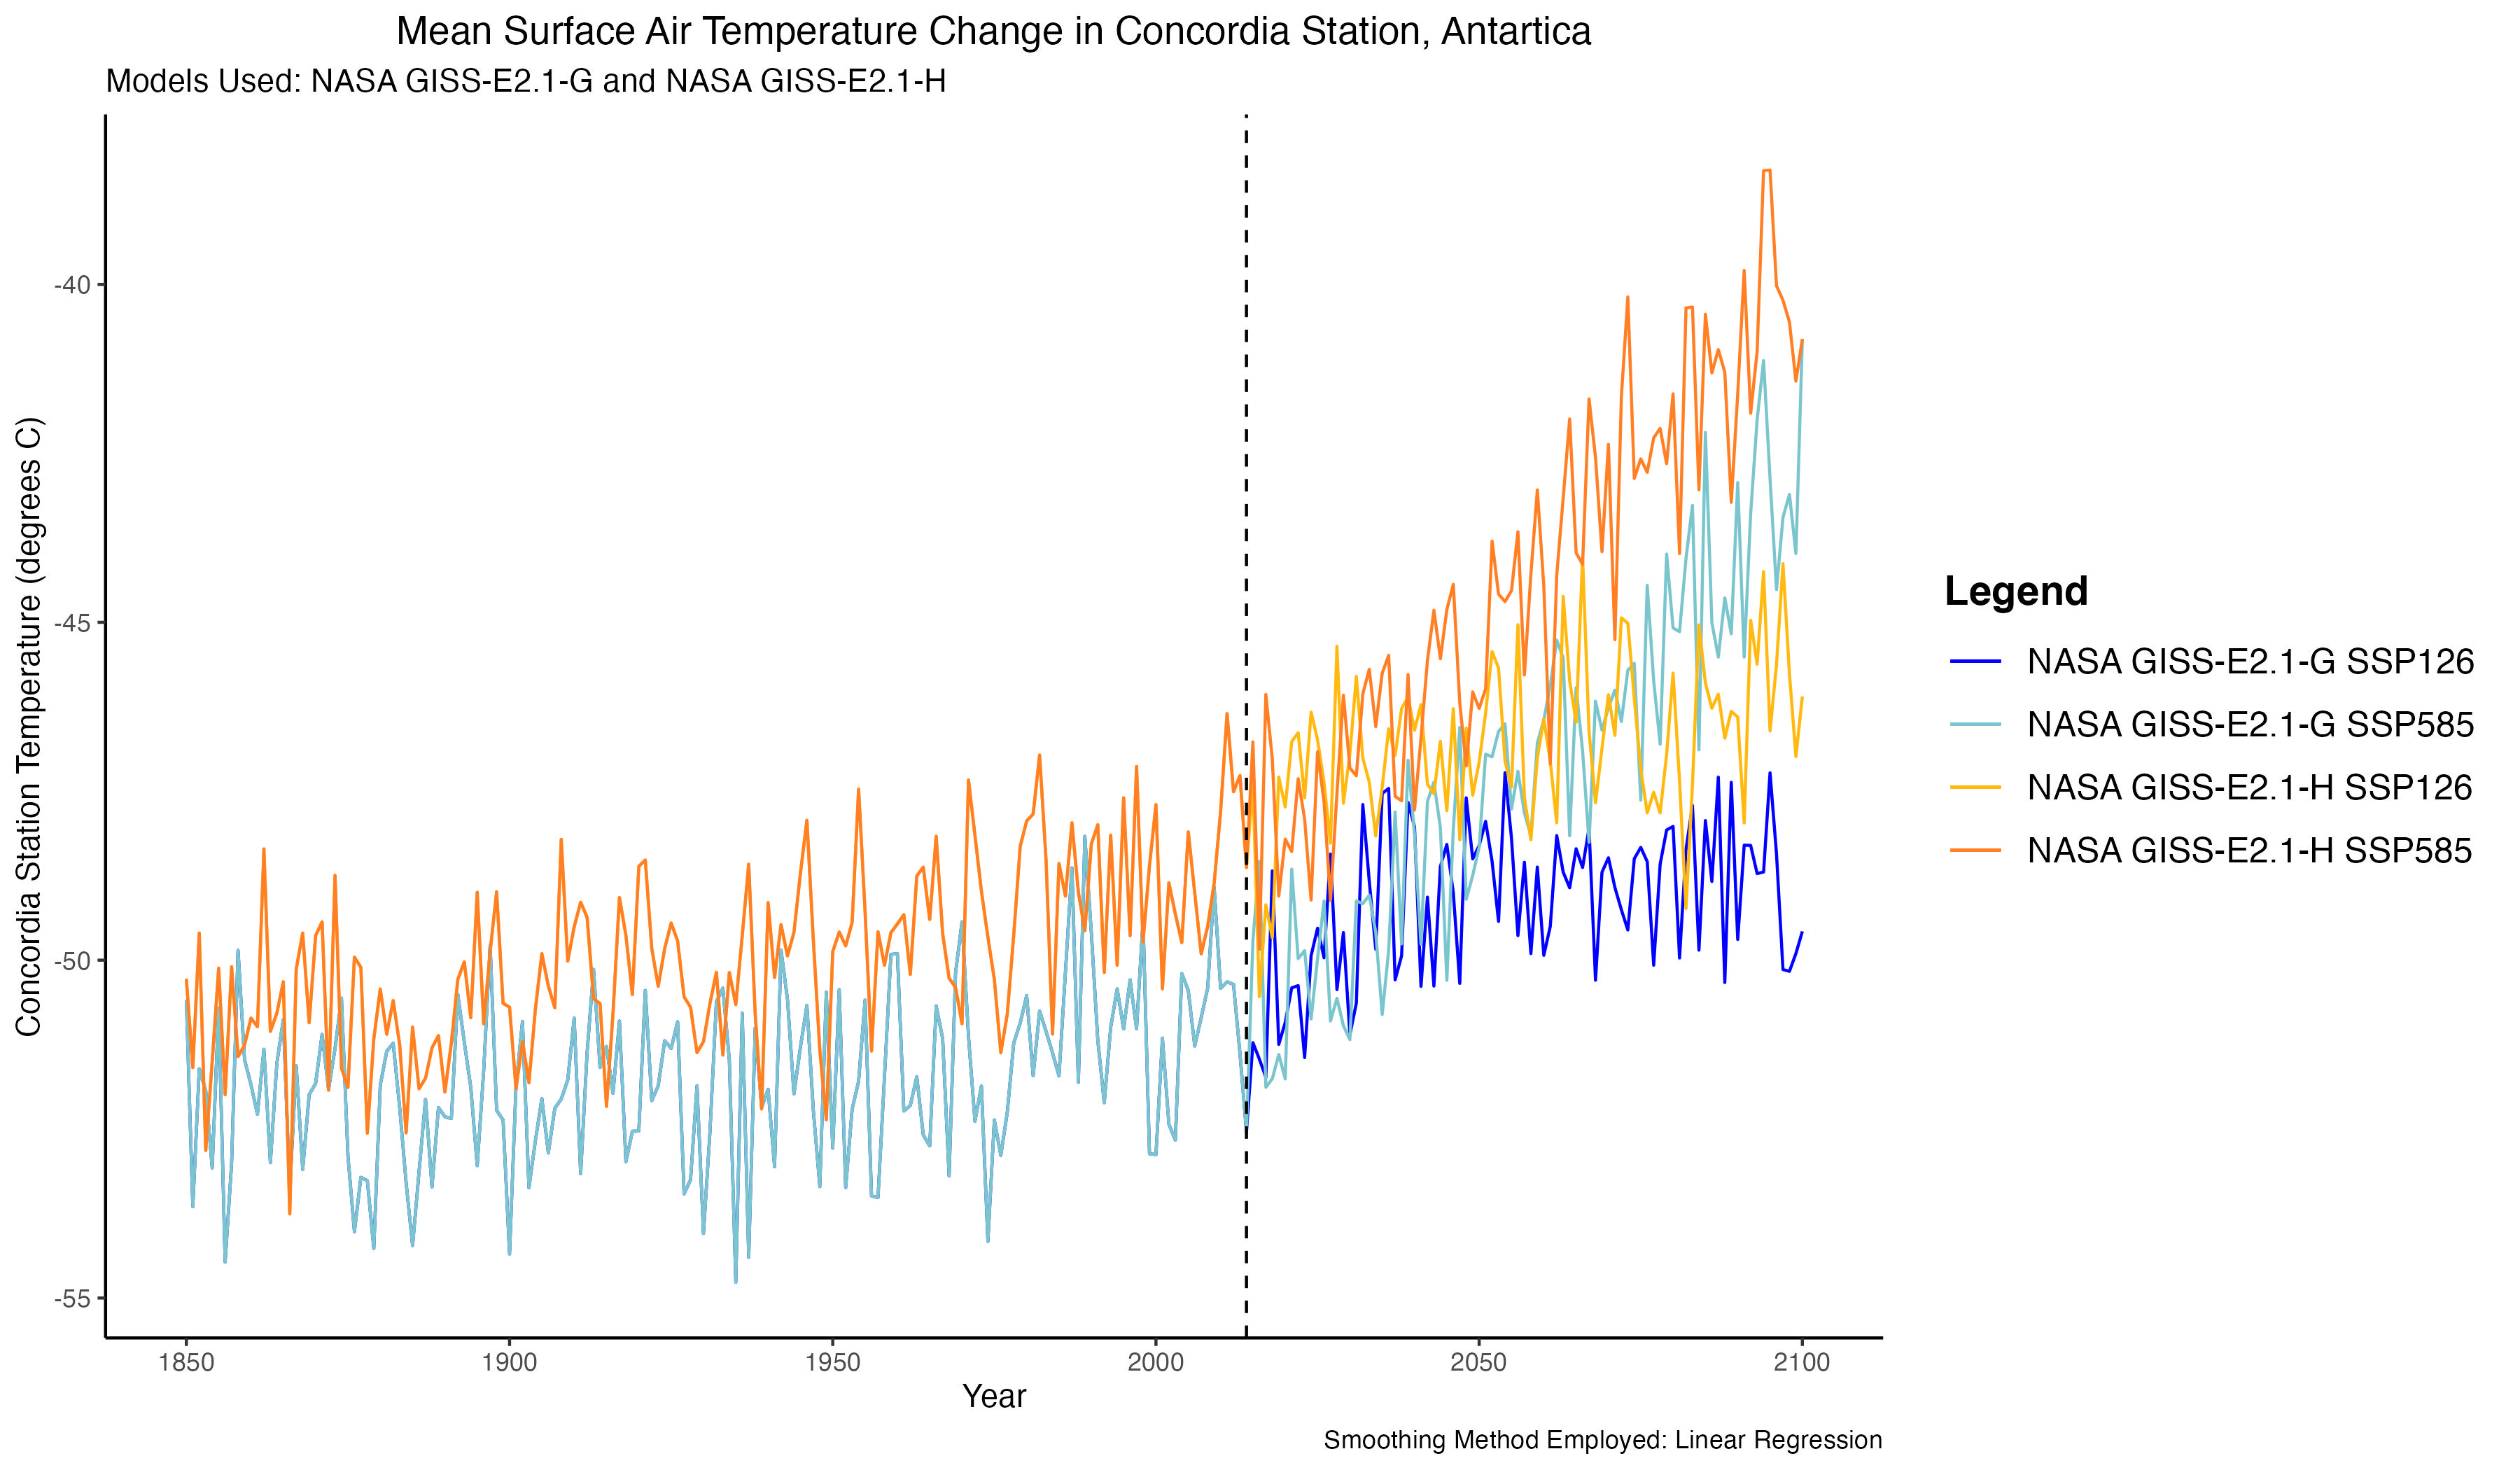 Mean Surface Air Temperature Change in Concordia Station, Antartica
Models Used: NASA GISS-E2.1-G and NASA GISS-E2.1-H
Concordia Station Temperature (degrees C)
-40
-45
-50
-55
1850
1900
1950
2000
2050
2100
Year
Legend
NASA GISS-E2.1-G SSP126
NASA GISS-E2.1-G SSP585
NASA GISS-E2.1-H SSP126
NASA GISS-E2.1-H SSP585
Smoothing Method Employed: Linear Regression